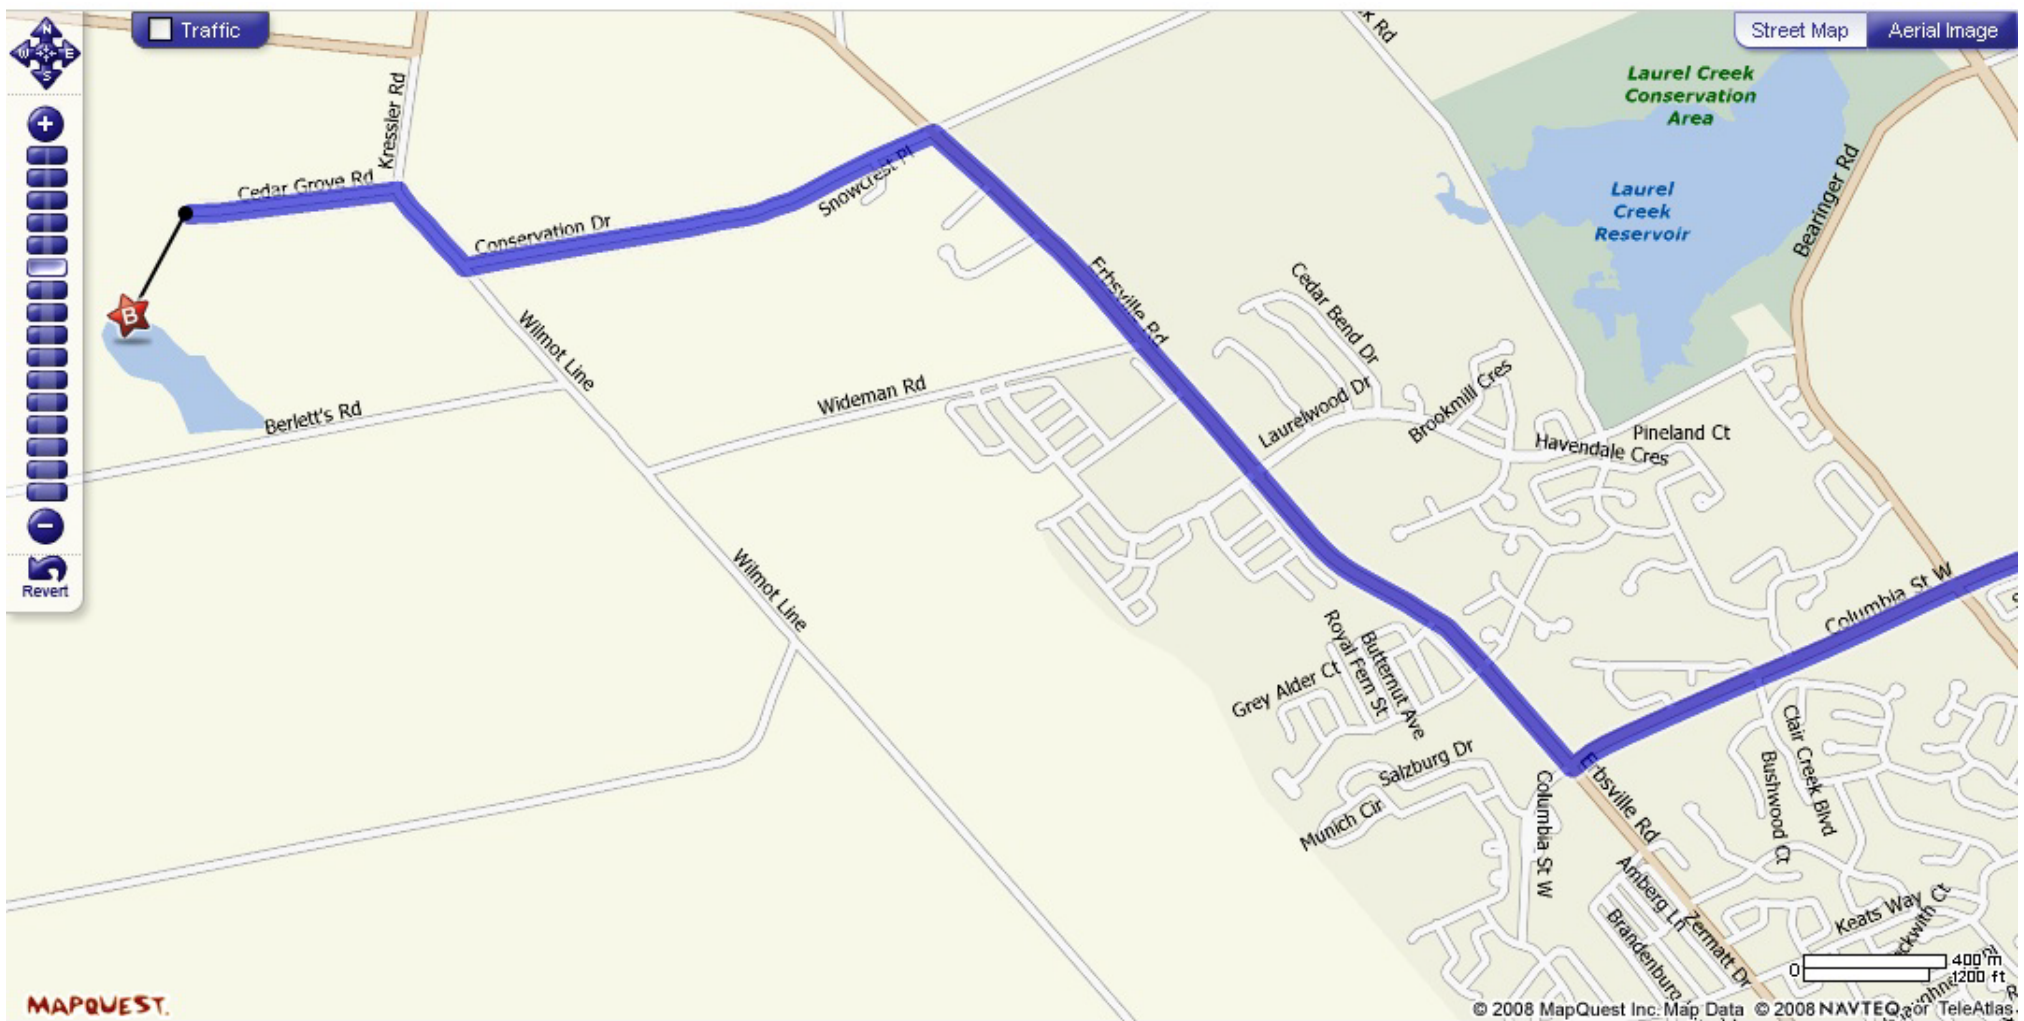 N
W
E
S
Traffic
Street Map
Aerial Image
Kressler Rd
Laurel Creek
Conservation
Area
Laurel
Creek
Reservoir
Bearinger Rd
Cedar Grove Rd
Snowcrest Pl
Conservation Dr
B
Erbsville Rd
Cedar Bend Dr
Wilmot Line
Wideman Rd
Laurelwood Dr
Brookmill Cres
Berlett's Rd
Pineland Ct
Havendale Cres
Revert
Wilmot Line
Columbia St W
Royal Fern St
Butternut Ave
Grey Alder Ct
Clair Creek Blvd
Salzburg Dr
Bushwood Ct
Munich Cir
Columbia St W
Erbsville Rd
Amberg Ln
Zermatt Dr
Keats Way
Brandenburg
0
400 m
1200 ft
MAPQUEST.
© 2008 MapQuest Inc. Map Data © 2008 NAVTEQ or TeleAtlas